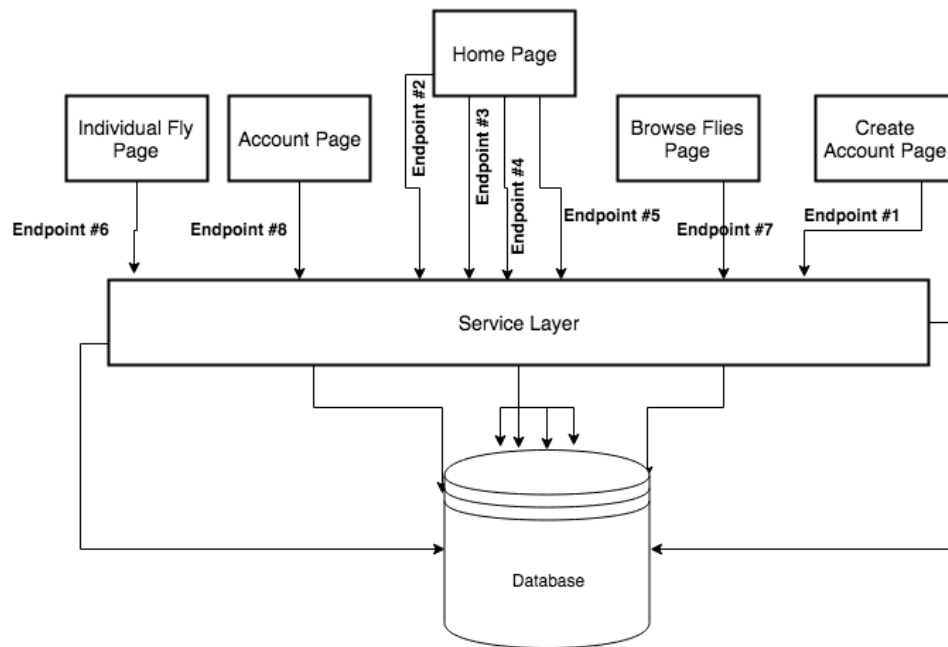 Home Page
Individual Fly
Page
Account Page
Browse Flies
Page
Create
Account Page
Endpoint #2
Endpoint #3
Endpoint #4
Endpoint #6
Endpoint #8
Endpoint #5
Endpoint #7
Endpoint #1
Service Layer
Database